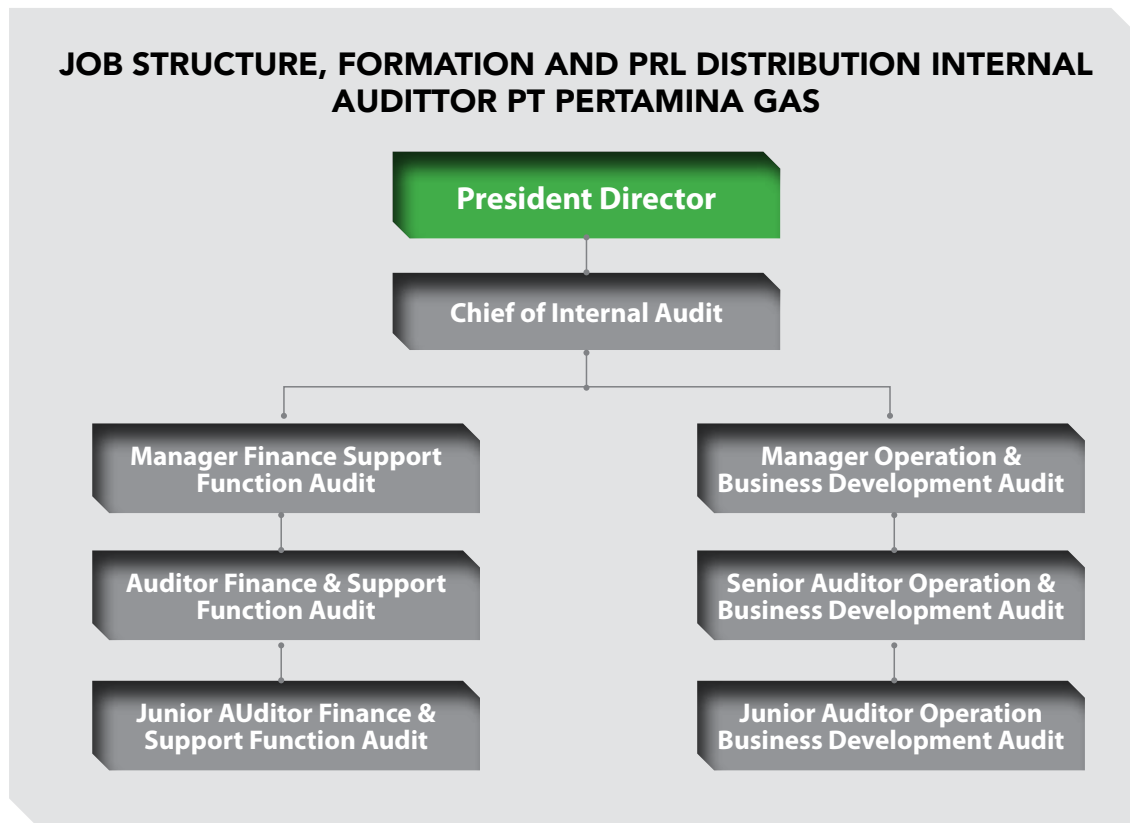 JOB STRUCTURE, FORMATION AND PRL DISTRIBUTION INTERNAL
AUDITTOR PT PERTAMINA GAS
President Director
Chief of Internal Audit
Manager Finance Support
Function Audit
Manager Operation &
Business Development Audit
Auditor Finance & Support
Function Audit
Senior Auditor Operation &
Business Development Audit
Junior AUditor Finance &
Support Function Audit
Junior Auditor Operation
Business Development Audit